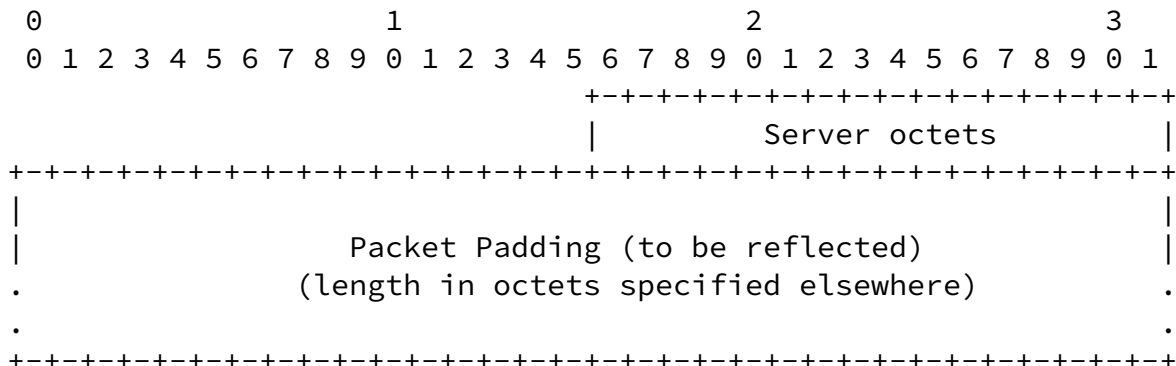 0                   1                   2                   3
 0 1 2 3 4 5 6 7 8 9 0 1 2 3 4 5 6 7 8 9 0 1 2 3 4 5 6 7 8 9 0 1
                                +-+-+-+-+-+-+-+-+-+-+-+-+-+-+-+-+
                                |         Server octets         |
+-+-+-+-+-+-+-+-+-+-+-+-+-+-+-+-+-+-+-+-+-+-+-+-+-+-+-+-+-+-+-+-+
|                                                               |
|                  Packet Padding (to be reflected)             |
.               (length in octets specified elsewhere)          .
.                                                               .
+-+-+-+-+-+-+-+-+-+-+-+-+-+-+-+-+-+-+-+-+-+-+-+-+-+-+-+-+-+-+-+-+